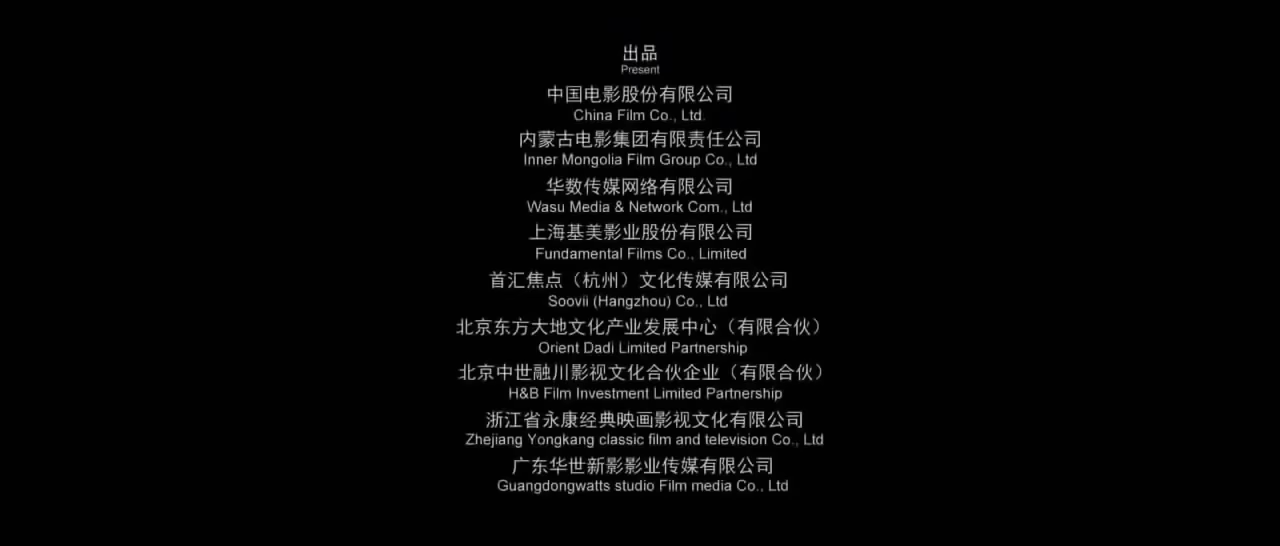 出品
Present
中国电影股份有限公司
China Film Co., Ltd.
内蒙古电影集团有限责任公司
Inner Mongolia Film Group Co., Ltd
华数传媒网络有限公司
Wasu Media & Network Com., Ltd
上海基美影业股份有限公司
Fundamental Films Co., Limited
首汇焦点（杭州）文化传媒有限公司
Soovii (Hangzhou) Co., Ltd
北京东方大地文化产业发展中心（有限合伙）
Orient Dadi Limited Partnership
北京中世融川影视文化合伙企业（有限合伙）
H&B Film Investment Limited Partnership
浙江省永康经典映画影视文化有限公司
Zhejiang Yongkang classic film and television Co., Ltd
广东华世新影影业传媒有限公司
Guangdongwatts studio Film media Co., Ltd